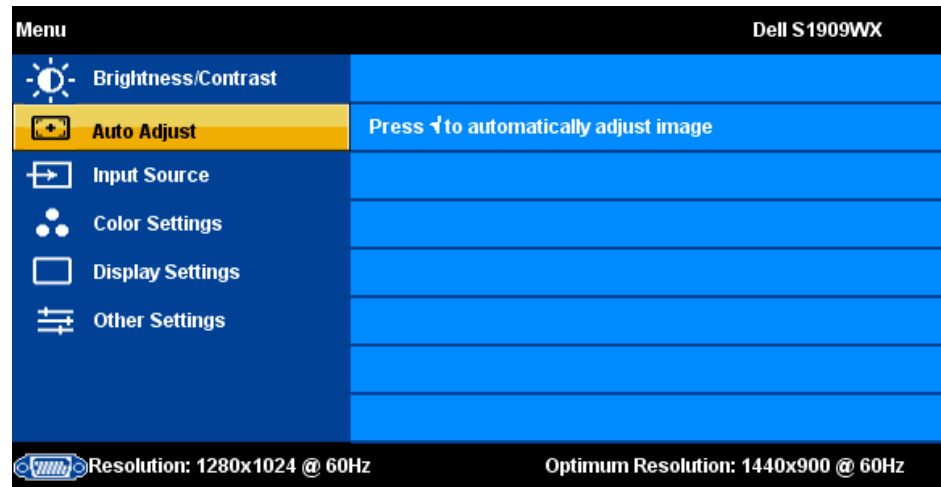 Menu
Dell S1909WX
Brightness/Contrast
Auto Adjust
Press √ to automatically adjust image
Input Source
Color Settings
Display Settings
Other Settings
Resolution: 1280x1024 @ 60Hz
Optimum Resolution: 1440x900 @ 60Hz